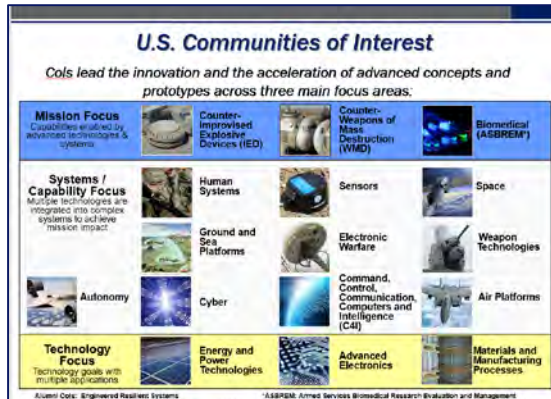 U.S. Communities of Interest
CoIs lead the innovation and the acceleration of advanced concepts and
prototypes across three main focus areas:
Mission Focus
Capabilities enabled by
advanced technologies &
systems
Counter-
Improvised
Explosive
Devices (IED)
Counter-
Weapons of
Mass
Destruction
(WMD)
Biomedical
(ASBREM*)
Systems /
Capability Focus
Multiple technologies are
integrated into complex
systems to achieve
mission impact
Human
Systems
Sensors
Space
Ground and
Sea
Platforms
Electronic
Warfare
Weapon
Technologies
Autonomy
Cyber
Command,
Control,
Communication,
Computers and
Intelligence
(C4I)
Air Platforms
Technology
Focus
Technology goals with
multiple applications
Energy and
Power
Technologies
Advanced
Electronics
Materials and
Manufacturing
Processes
Alumni CoIs: Engineered Resilient Systems
*ASBREM: Armed Services Biomedical Research Evaluation and Management